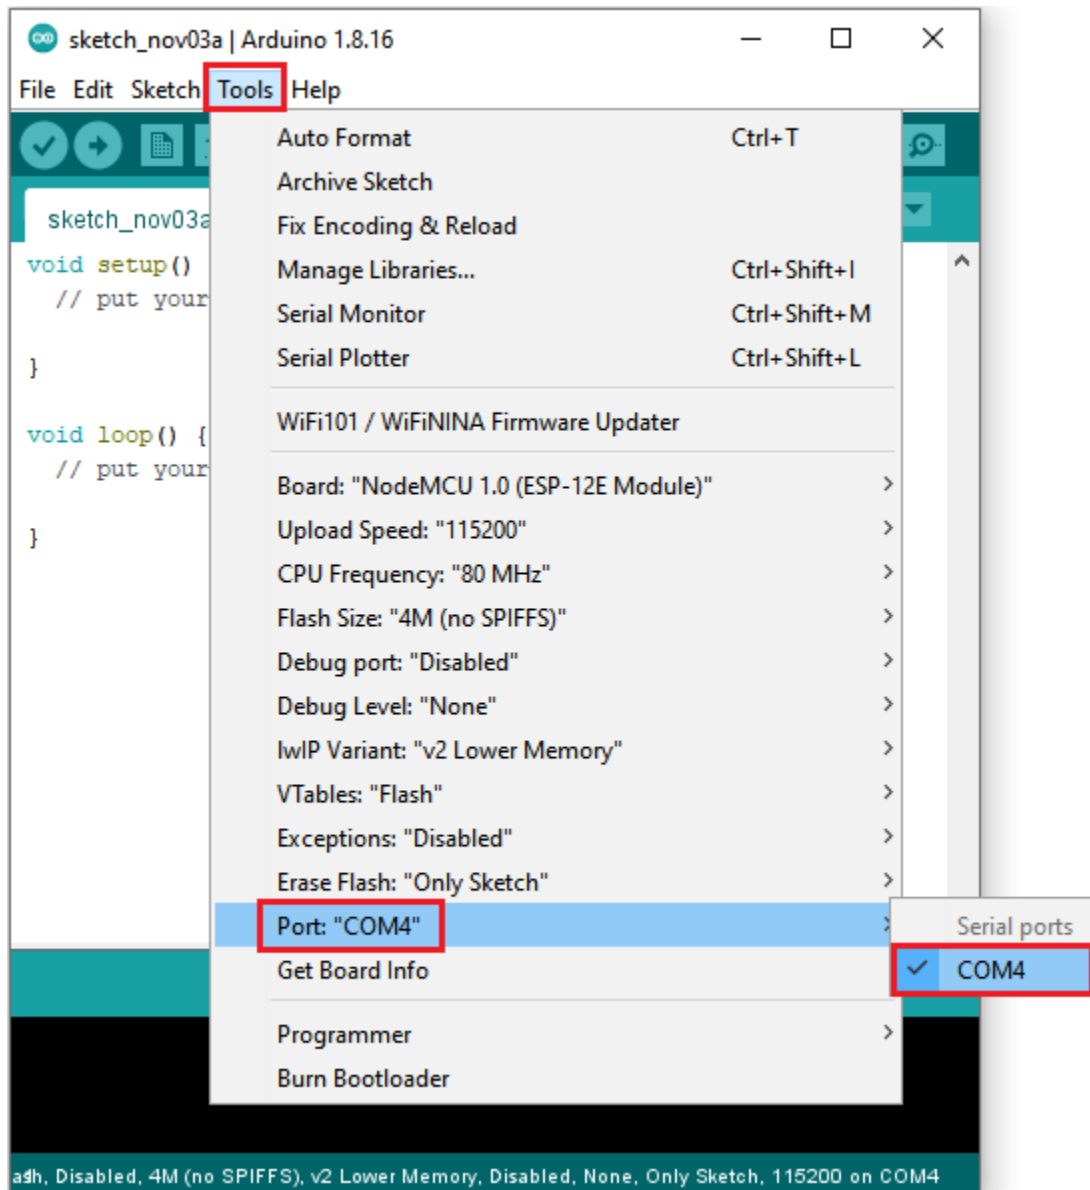 sketch_nov03a | Arduino 1.8.16
File Edit Sketch Tools Help
sketch_nov03a
void setup()
// put your
}
void loop() {
// put your
}
Auto Format Ctrl+T
Archive Sketch
Fix Encoding & Reload
Manage Libraries... Ctrl+Shift+I
Serial Monitor Ctrl+Shift+M
Serial Plotter Ctrl+Shift+L
WiFi101 / WiFiNINA Firmware Updater
Board: "NodeMCU 1.0 (ESP-12E Module)"
Upload Speed: "115200"
CPU Frequency: "80 MHz"
Flash Size: "4M (no SPIFFS)"
Debug port: "Disabled"
Debug Level: "None"
lwIP Variant: "v2 Lower Memory"
VTables: "Flash"
Exceptions: "Disabled"
Erase Flash: "Only Sketch"
Port: "COM4"
Get Board Info
Programmer
Burn Bootloader
Serial ports
COM4
Disabled, 4M (no SPIFFS), v2 Lower Memory, Disabled, None, Only Sketch, 115200 on COM4